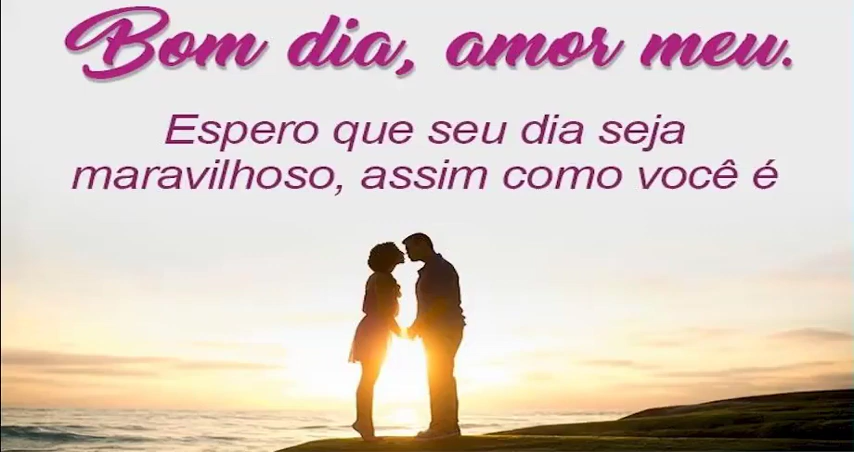 Bom dia, amor meu.
Espero que seu dia seja
maravilhoso, assim como você é